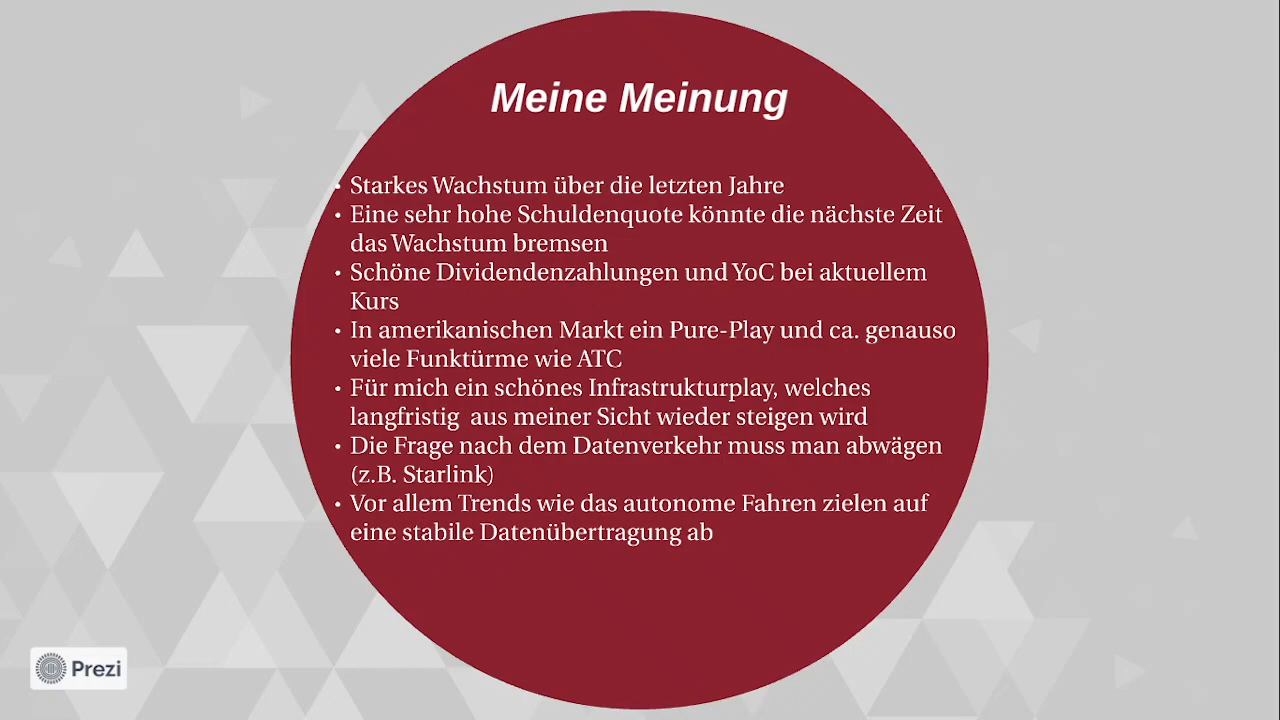 Meine Meinung
• Starkes Wachstum über die letzten Jahre
• Eine sehr hohe Schuldenquote könnte die nächste Zeit
das Wachstum bremsen
• Schöne Dividendenzahlungen und YoC bei aktuellem
Kurs
• In amerikanischen Markt ein Pure-Play und ca. genauso
viele Funktürme wie ATC
• Für mich ein schönes Infrastrukturplay, welches
langfristig  aus meiner Sicht wieder steigen wird
• Die Frage nach dem Datenverkehr muss man abwägen
(z.B. Starlink)
• Vor allem Trends wie das autonome Fahren zielen auf
eine stabile Datenübertragung ab
Prezi